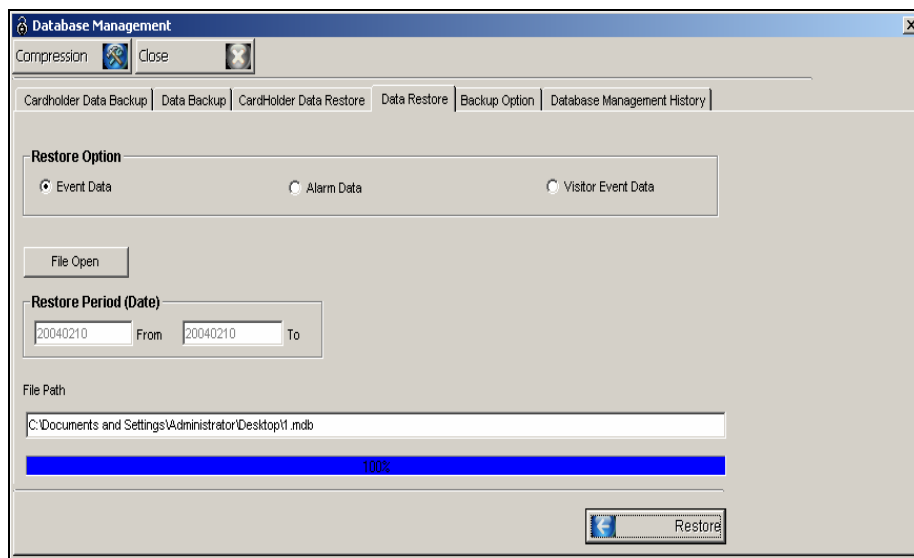 Database Management
Compression Close
Cardholder Data Backup Data Backup CardHolder Data Restore Data Restore Backup Option Database Management History
Restore Option
Event Data Alarm Data Visitor Event Data
File Open
Restore Period (Date)
20040210 From 20040210 To
File Path
C:\Documents and Settings\Administrator\Desktop\1.mdb
100%
Restore